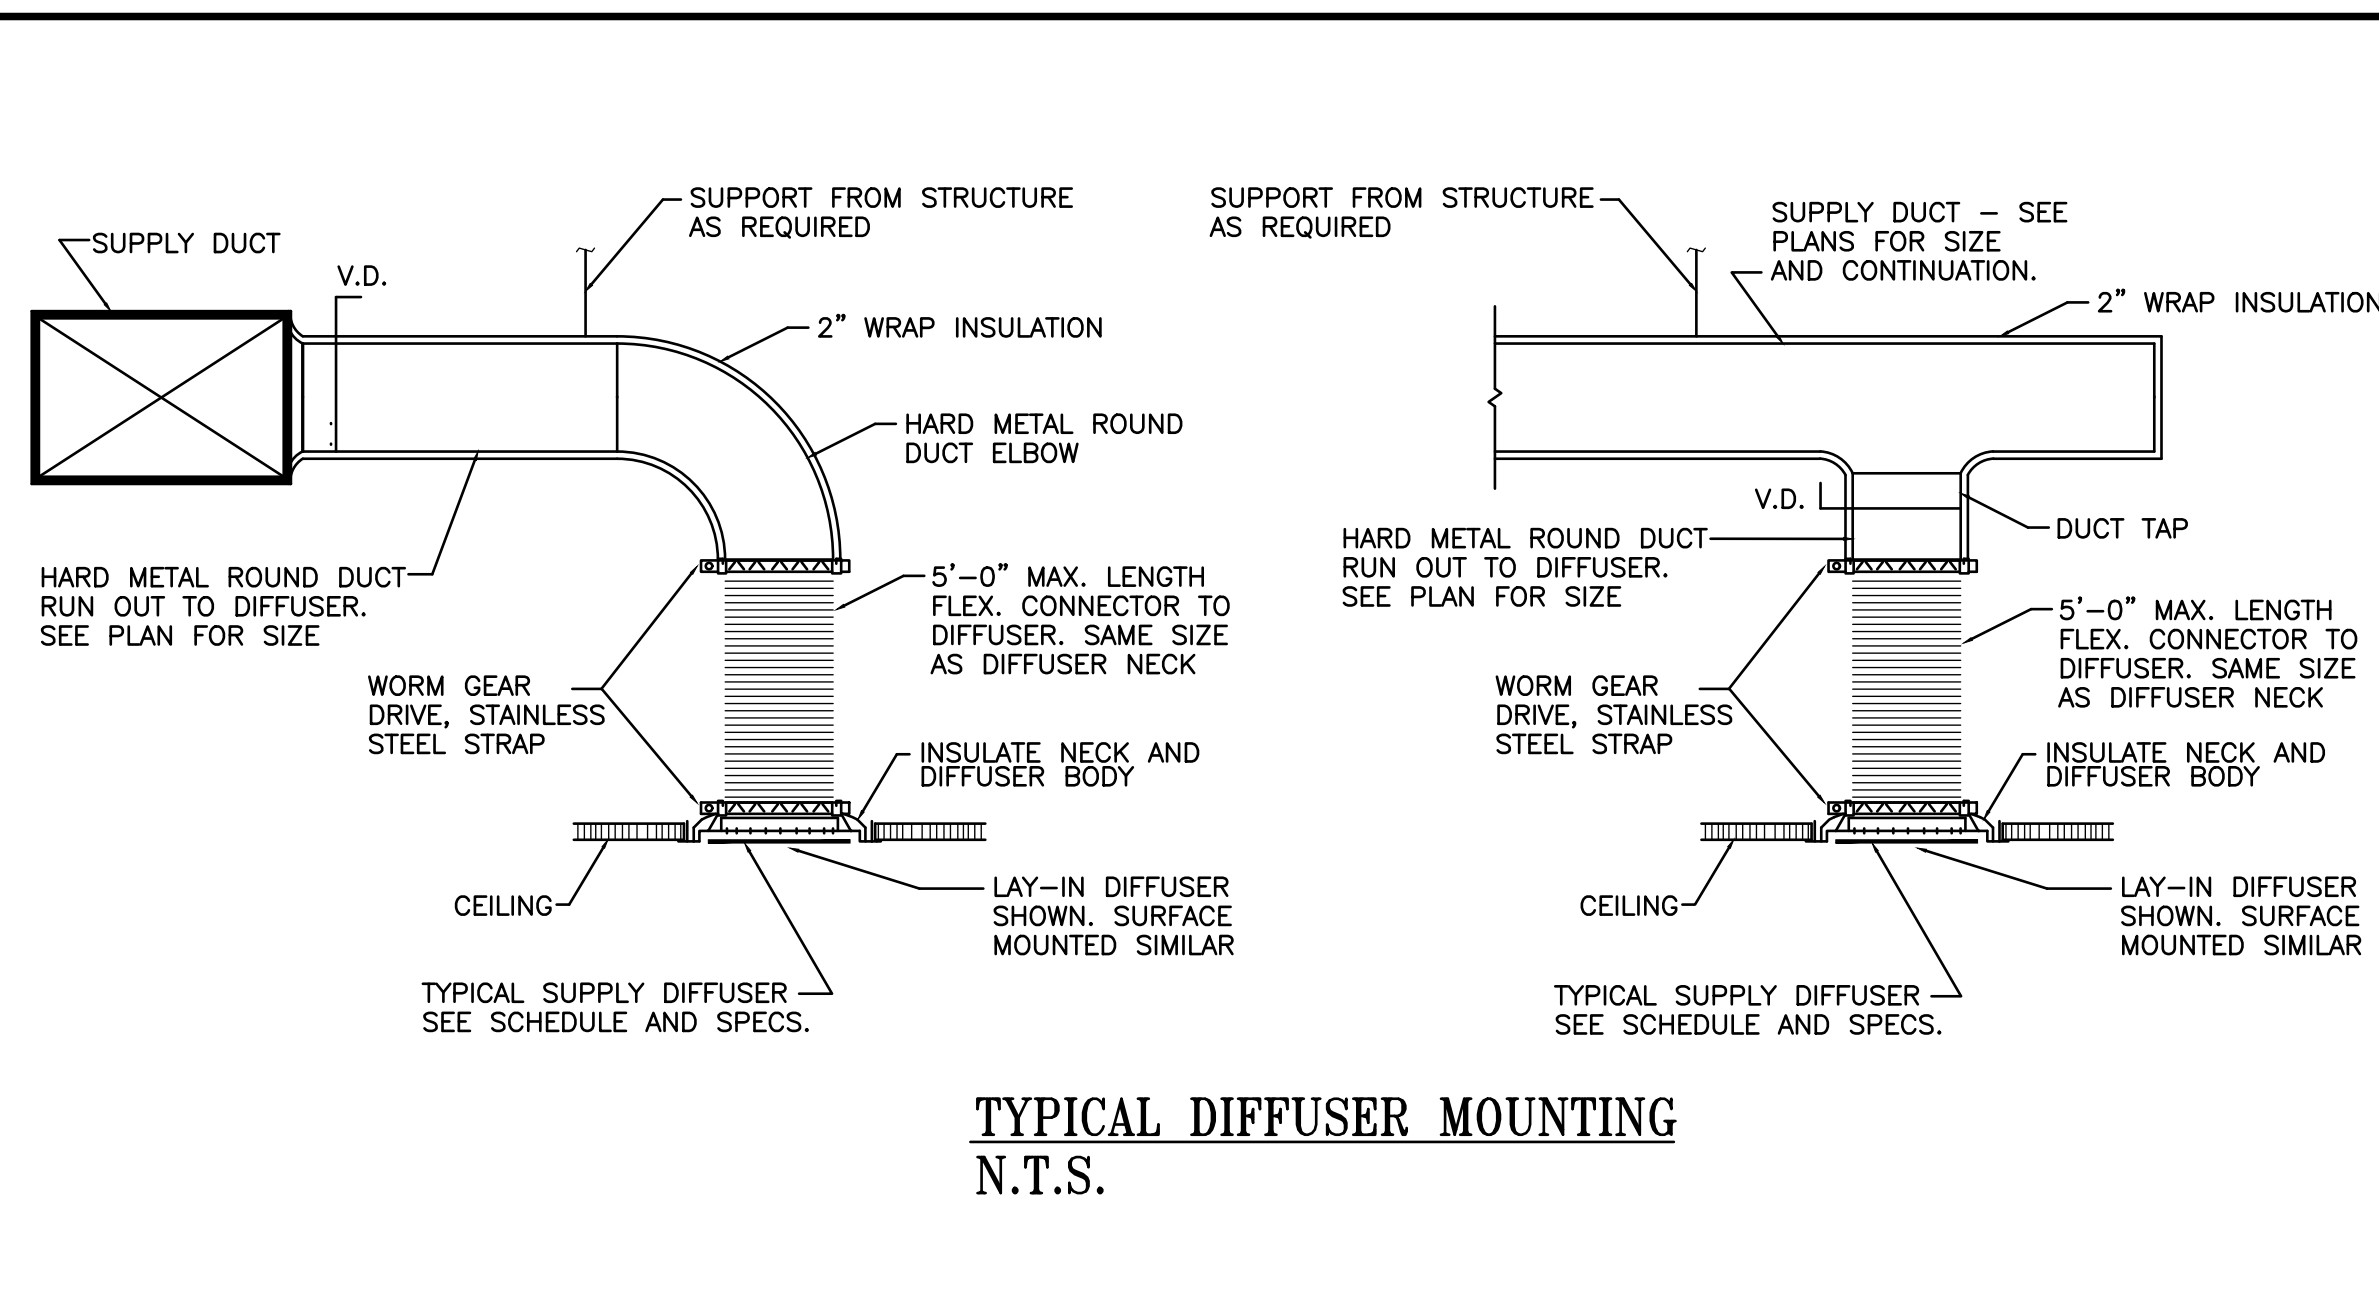 SUPPLY DUCT
V.D.
SUPPORT FROM STRUCTURE
AS REQUIRED
2” WRAP INSULATION
HARD METAL ROUND
DUCT ELBOW
HARD METAL ROUND DUCT
RUN OUT TO DIFFUSER.
SEE PLAN FOR SIZE
5’-0” MAX. LENGTH
FLEX. CONNECTOR TO
DIFFUSER. SAME SIZE
AS DIFFUSER NECK
WORM GEAR
DRIVE, STAINLESS
STEEL STRAP
INSULATE NECK AND
DIFFUSER BODY
CEILING
LAY-IN DIFFUSER
SHOWN. SURFACE
MOUNTED SIMILAR
TYPICAL SUPPLY DIFFUSER
SEE SCHEDULE AND SPECS.
SUPPORT FROM STRUCTURE
AS REQUIRED
SUPPLY DUCT - SEE
PLANS FOR SIZE
AND CONTINUATION.
2” WRAP INSULATION
V.D.
DUCT TAP
HARD METAL ROUND DUCT
RUN OUT TO DIFFUSER.
SEE PLAN FOR SIZE
5’-0” MAX. LENGTH
FLEX. CONNECTOR TO
DIFFUSER. SAME SIZE
AS DIFFUSER NECK
WORM GEAR
DRIVE, STAINLESS
STEEL STRAP
INSULATE NECK AND
DIFFUSER BODY
CEILING
LAY-IN DIFFUSER
SHOWN. SURFACE
MOUNTED SIMILAR
TYPICAL SUPPLY DIFFUSER
SEE SCHEDULE AND SPECS.
TYPICAL DIFFUSER MOUNTING
N.T.S.